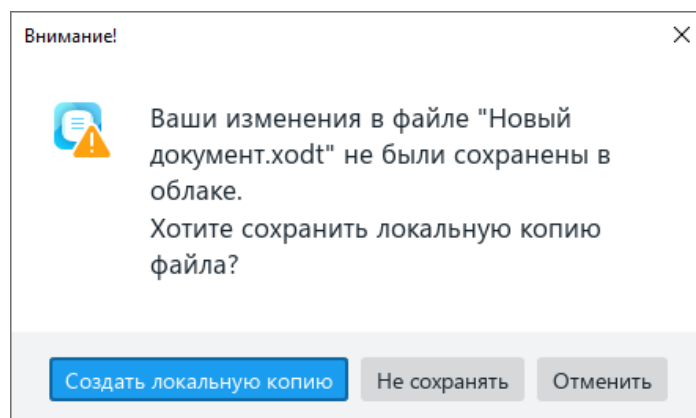 Внимание!
Ваши изменения в файле "Новый
документ.xodt" не были сохранены в
облаке.
Хотите сохранить локальную копию
файла?
Создать локальную копию
Не сохранять
Отменить